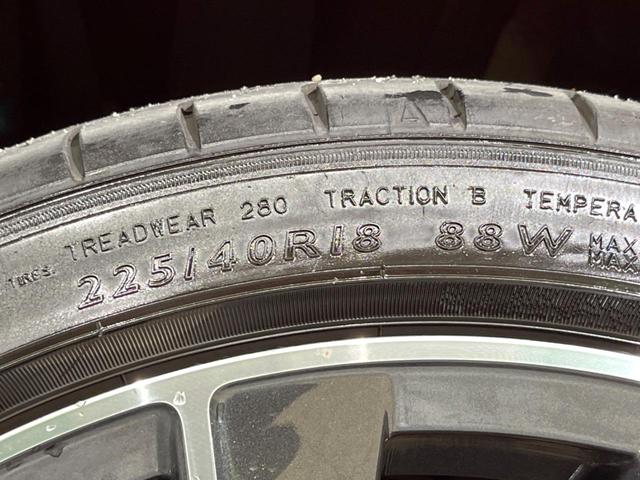 TIRES. TREADWEAR 280 TRACTION B TEMPERA
225/40R18 88W MAX
MAX